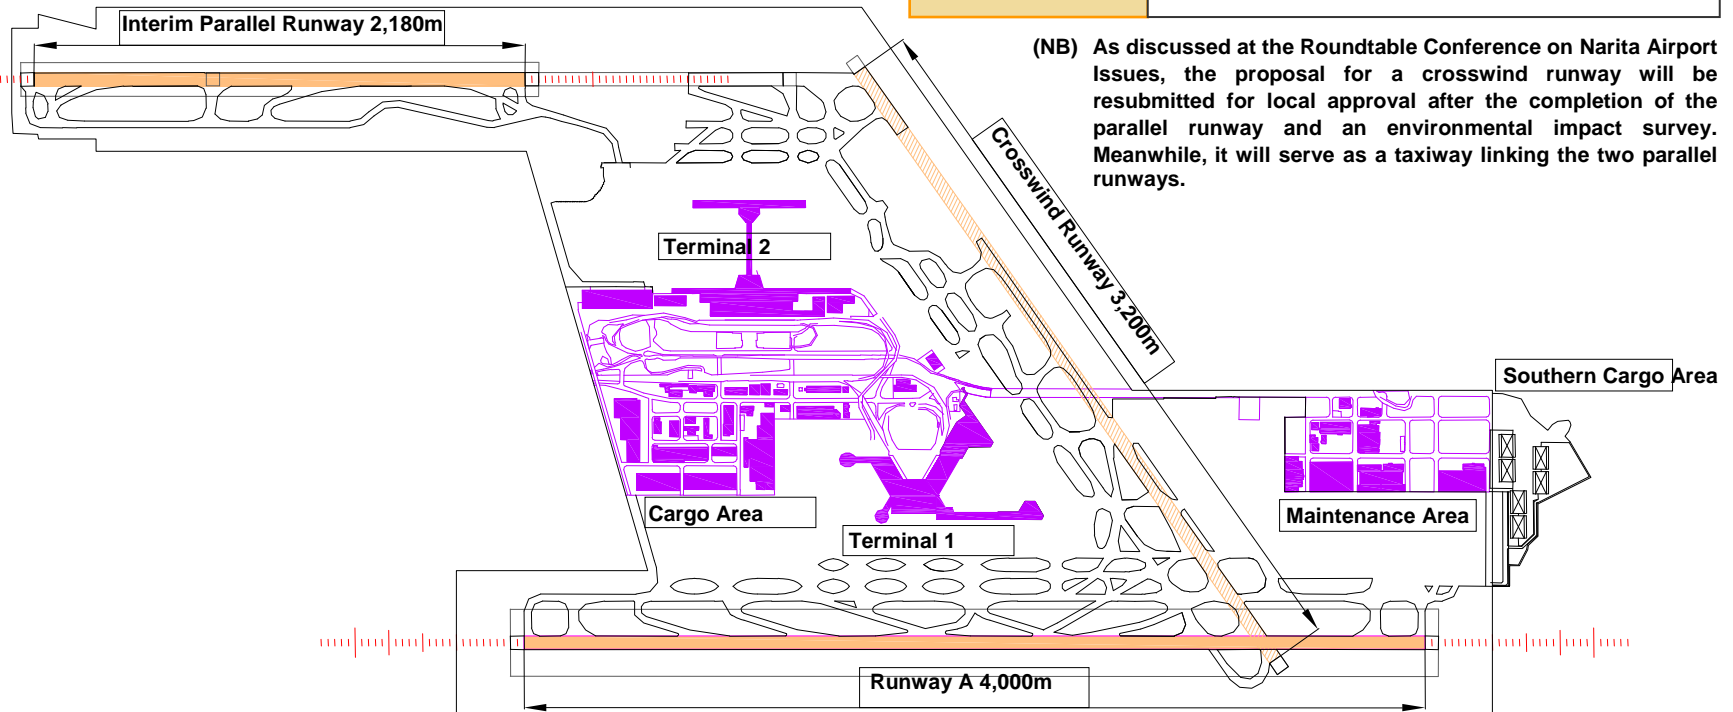 Interim Parallel Runway 2,180m
(NB) As discussed at the Roundtable Conference on Narita Airport
Issues, the proposal for a crosswind runway will be
resubmitted for local approval after the completion of the
parallel runway and an environmental impact survey.
Meanwhile, it will serve as a taxiway linking the two parallel
runways.
Crosswind Runway 3,200m
Terminal 2
Southern Cargo Area
Cargo Area
Maintenance Area
Terminal 1
Runway A 4,000m